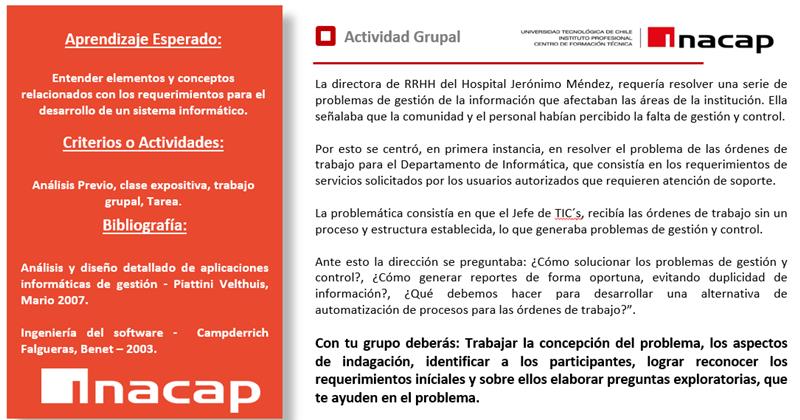 Aprendizaje Esperado:
Entender elementos y conceptos
relacionados con los requerimientos para el
desarrollo de un sistema informático.
Criterios o Actividades:
Análisis Previo, clase expositiva, trabajo
grupal, Tarea.
Bibliografía:
Análisis y diseño detallado de aplicaciones
informáticas de gestión - Piattini Velthuis,
Mario 2007.
Ingeniería del software - Campderrich
Falgueras, Benet – 2003.
inacap
Actividad Grupal
UNIVERSIDAD TECNOLÓGICA DE CHILE
INSTITUTO PROFESIONAL
CENTRO DE FORMACIÓN TÉCNICA
inacap
La directora de RRHH del Hospital Jerónimo Méndez, requería resolver una serie de
problemas de gestión de la información que afectaban las áreas de la institución. Ella
señalaba que la comunidad y el personal habían percibido la falta de gestión y control.
Por esto se centró, en primera instancia, en resolver el problema de las órdenes de
trabajo para el Departamento de Informática, que consistía en los requerimientos de
servicios solicitados por los usuarios autorizados que requieren atención de soporte.
La problemática consistía en que el Jefe de TIC´s, recibía las órdenes de trabajo sin un
proceso y estructura establecida, lo que generaba problemas de gestión y control.
Ante esto la dirección se preguntaba: ¿Cómo solucionar los problemas de gestión y
control?, ¿Cómo generar reportes de forma oportuna, evitando duplicidad de
información?, ¿Qué debemos hacer para desarrollar una alternativa de
automatización de procesos para las órdenes de trabajo?”.
Con tu grupo deberás: Trabajar la concepción del problema, los aspectos
de indagación, identificar a los participantes, lograr reconocer los
requerimientos iníciales y sobre ellos elaborar preguntas exploratorias, que
te ayuden en el problema.